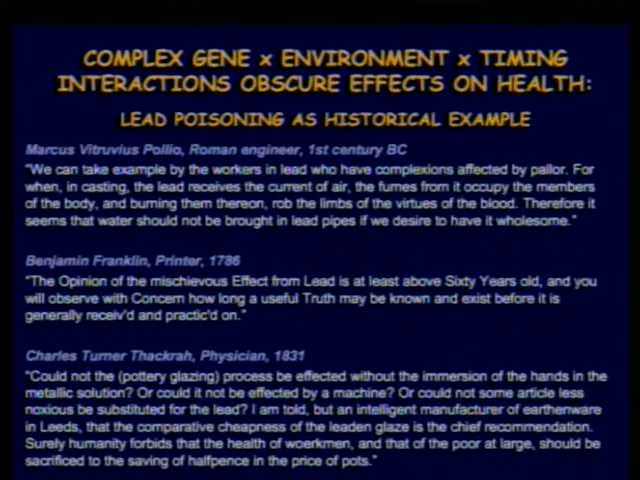 COMPLEX GENE x ENVIRONMENT x TIMING
INTERACTIONS OBSCURE EFFECTS ON HEALTH:
LEAD POISONING AS HISTORICAL EXAMPLE
Marcus Vitruvius Pollio, Roman engineer, 1st century BC
"We can take example by the workers in lead who have complexions affected by pallor. For
when, in casting, the lead receives the current of air, the fumes from it occupy the members
of the body, and burning them thereon, rob the limbs of the virtues of the blood. Therefore it
seems that water should not be brought in lead pipes if we desire to have it wholesome."
Benjamin Franklin, Printer, 1786
"The Opinion of the mischievous Effect from Lead is at least above Sixty Years old, and you
will observe with Concern how long a useful Truth may be known and exist before it is
generally receiv'd and practic'd on."
Charles Turner Thackrah, Physician, 1831
"Could not the (pottery glazing) process be effected without the immersion of the hands in the
metallic solution? Or could it not be effected by a machine? Or could not some article less
noxious be substituted for the lead? I am told, but an intelligent manufacturer of earthenware
in Leeds, that the comparative cheapness of the leaden glaze is the chief recommendation.
Surely humanity forbids that the health of woerkmen, and that of the poor at large, should be
sacrificed to the saving of halfpence in the price of pots."